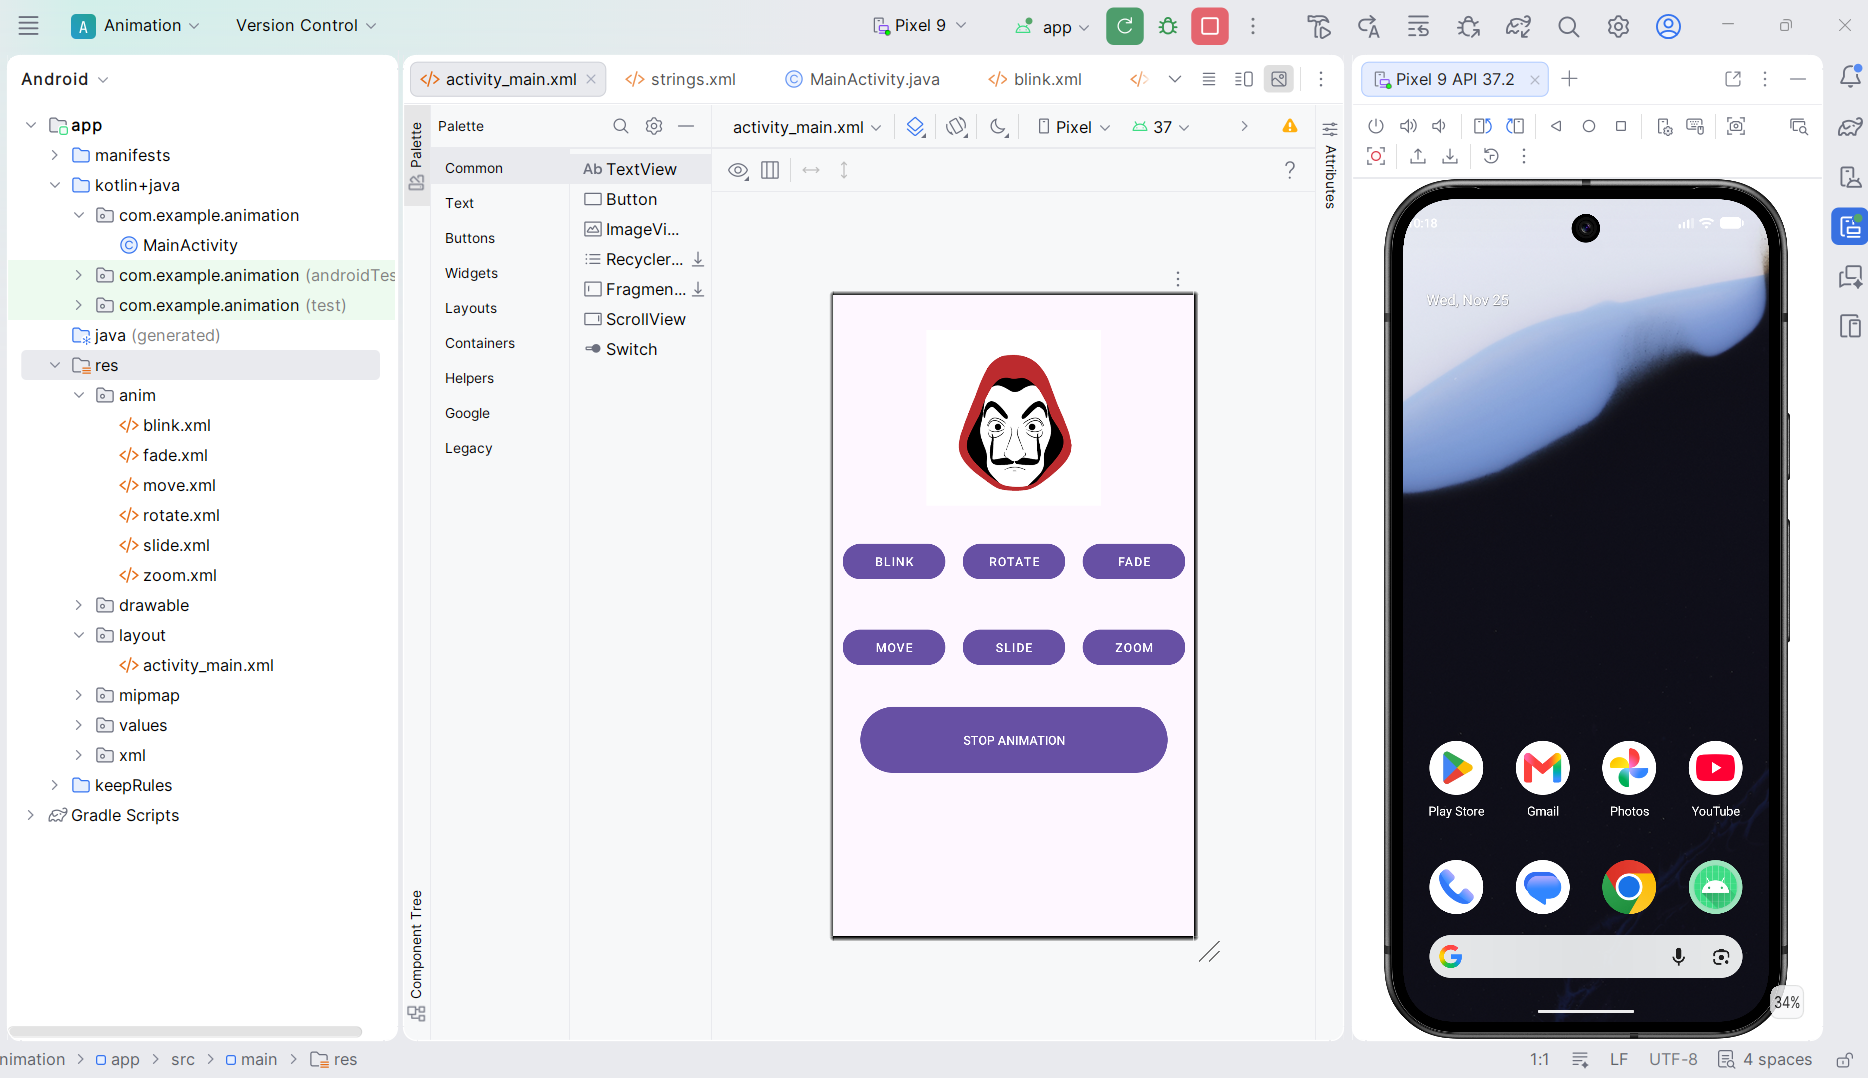 A Animation Version Control Pixel 9 app
Android
app
manifests
kotlin+java
com.example.animation
MainActivity
com.example.animation (androidTes
com.example.animation (test)
java (generated)
res
anim
blink.xml
fade.xml
move.xml
rotate.xml
slide.xml
zoom.xml
drawable
layout
activity_main.xml
mipmap
values
xml
keepRules
Gradle Scripts
activity_main.xml strings.xml MainActivity.java blink.xml
Palette
Component Tree
Palette
Common
Text
Buttons
Widgets
Layouts
Containers
Helpers
Google
Legacy
Ab TextView
Button
ImageVi...
Recycler...
Fragmen...
ScrollView
Switch
activity_main.xml Pixel 37
?
Attributes
BLINK ROTATE FADE
MOVE SLIDE ZOOM
STOP ANIMATION
Pixel 9 API 37.2
:18
Wed, Nov 25
Play Store Gmail Photos YouTube
34%
nimation > app > src > main > res
1:1 LF UTF-8 4 spaces